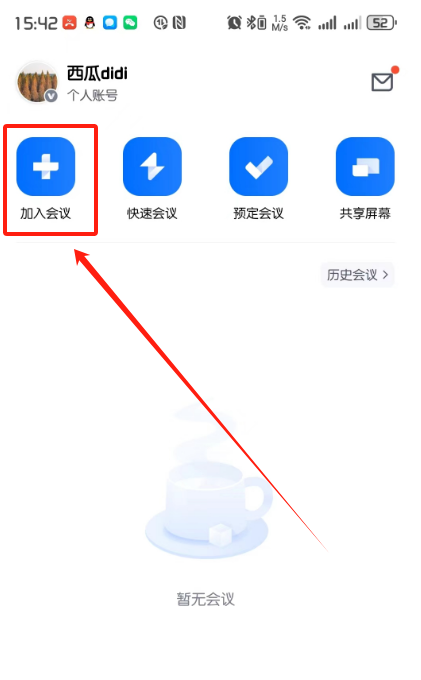 15:42 1.5 M/s 52
西瓜didi
个人账号
加入会议 快速会议 预定会议 共享屏幕
历史会议 >
暂无会议